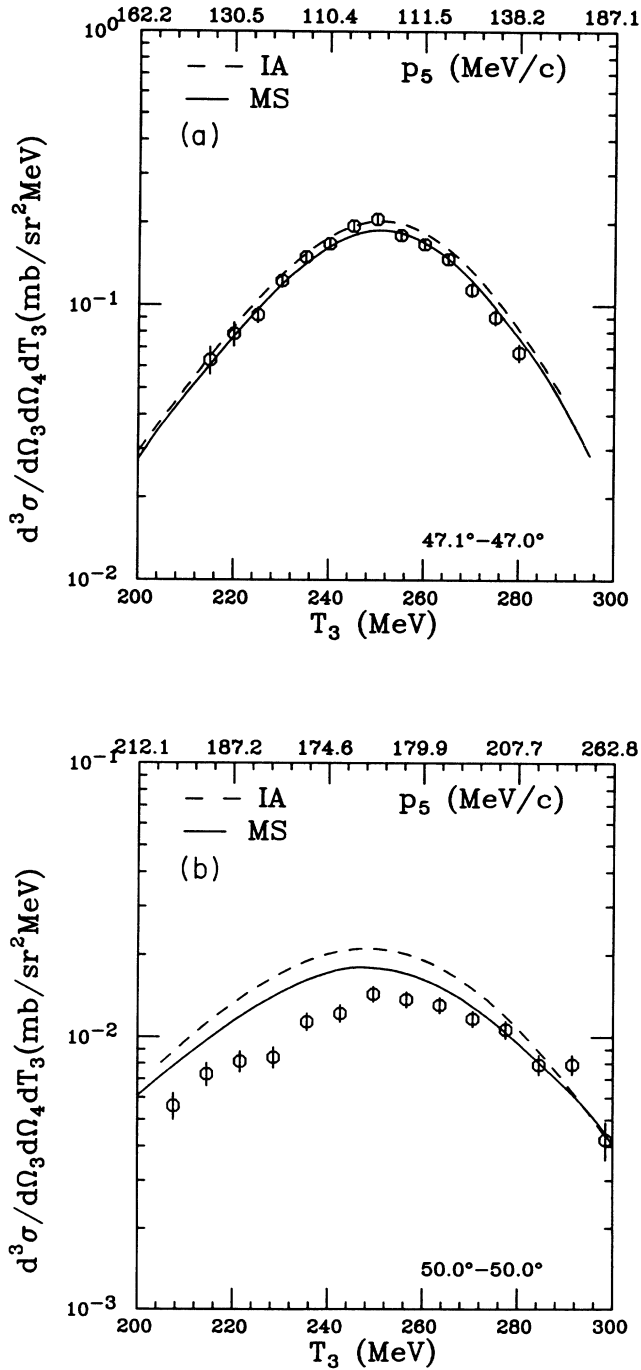 162.2 130.5 110.4 111.5 138.2 187.1
10⁰
IA p₅ (MeV/c)
MS
(a)
d³σ/dΩ₃dΩ₄dT₃(mb/sr²MeV)
10⁻¹
47.1°−47.0°
10⁻²
200 220 240 260 280 300
T₃ (MeV)
212.1 187.2 174.6 179.9 207.7 262.8
10⁻¹
IA p₅ (MeV/c)
MS
(b)
d³σ/dΩ₃dΩ₄dT₃(mb/sr²MeV)
10⁻²
50.0°−50.0°
10⁻³
200 220 240 260 280 300
T₃ (MeV)